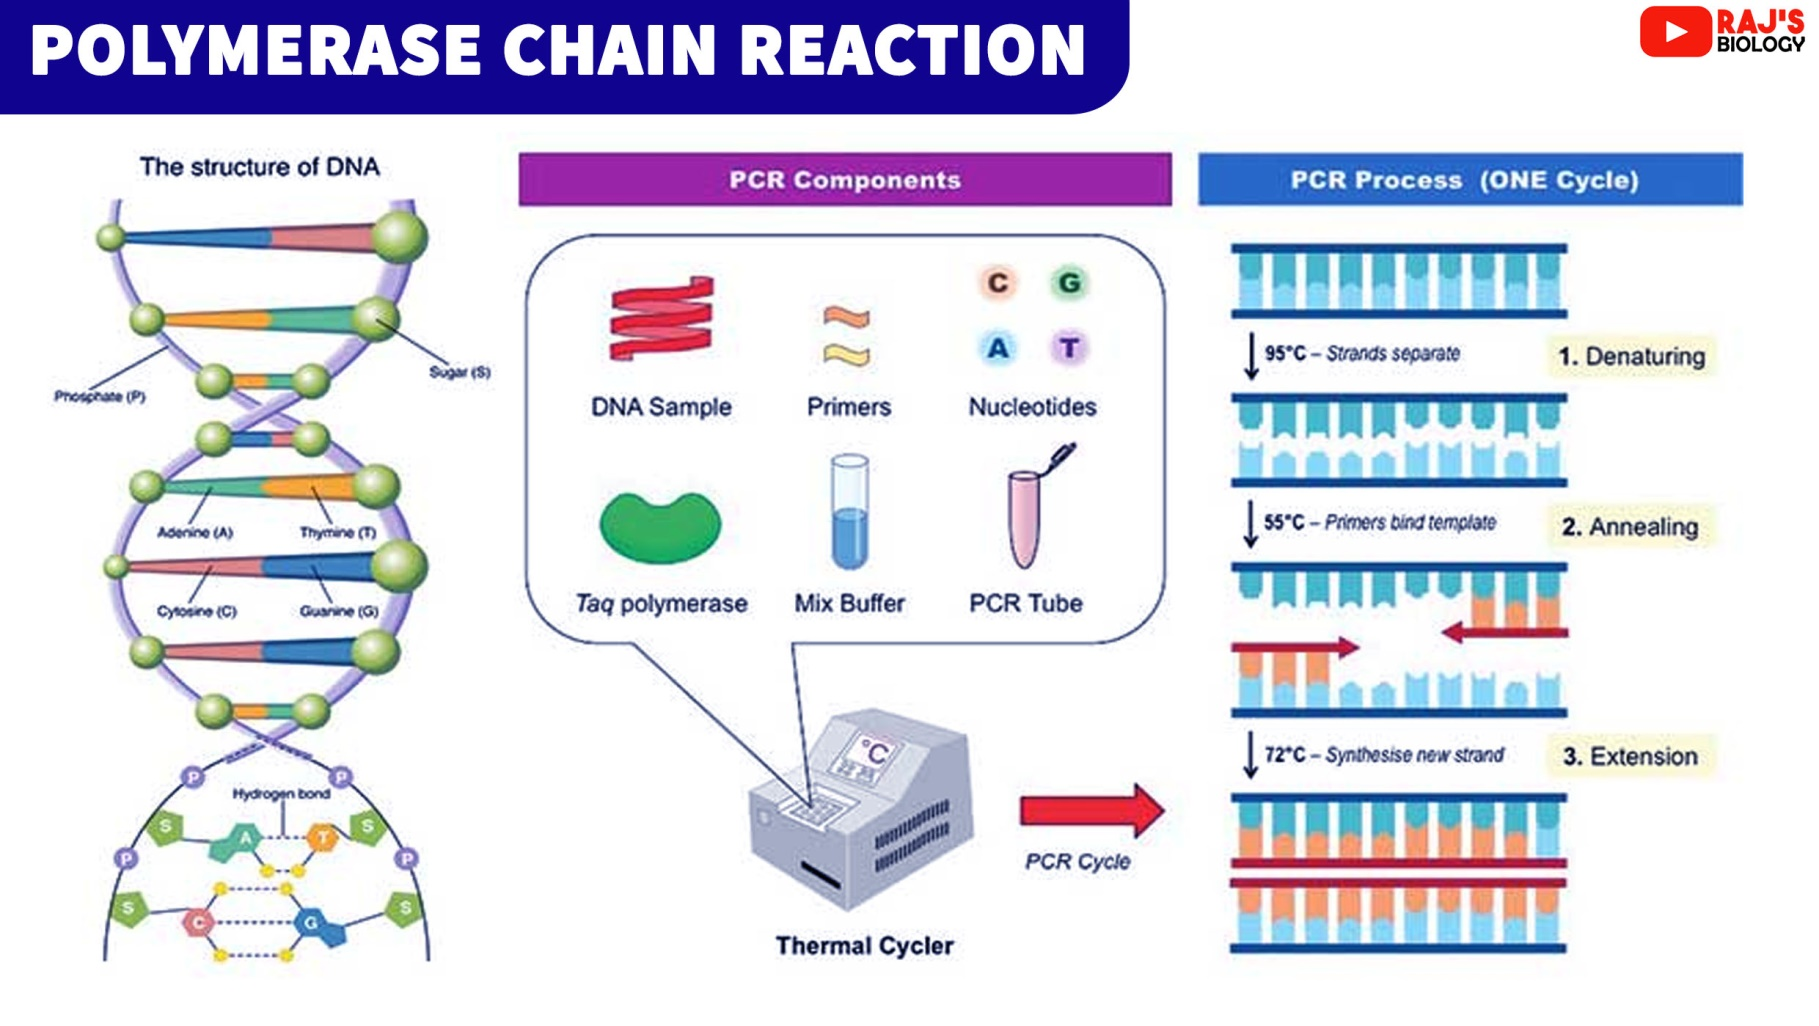 POLYMERASE CHAIN REACTION
RAJ'S
BIOLOGY
The structure of DNA
Phosphate (P)
Sugar (S)
Adenine (A)
Thymine (T)
Cytosine (C)
Guanine (G)
P
P
Hydrogen bond
S
A
T
S
P
P
S
C
G
S
PCR Components
C
G
A
T
DNA Sample
Primers
Nucleotides
Taq polymerase
Mix Buffer
PCR Tube
°C
Thermal Cycler
PCR Cycle
PCR Process (ONE Cycle)
95°C – Strands separate
1. Denaturing
55°C – Primers bind template
2. Annealing
72°C – Synthesise new strand
3. Extension